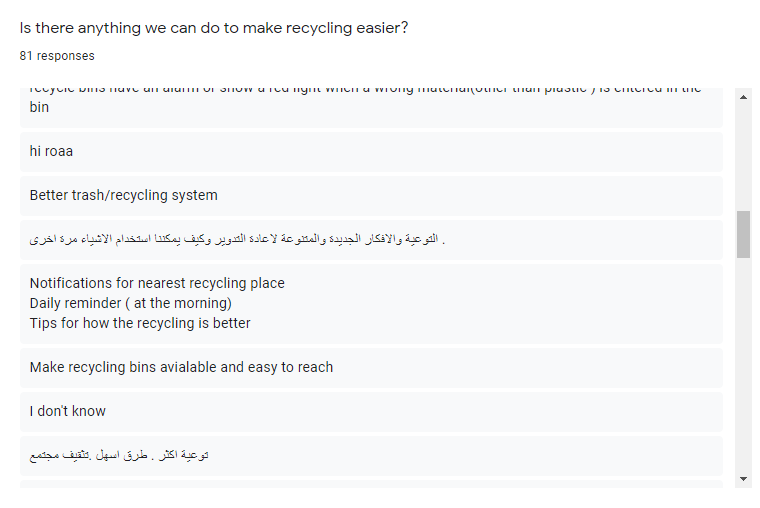 Is there anything we can do to make recycling easier?
81 responses
recycle bins have an alarm or show a red light when a wrong material(other than plastic ) is entered in the
bin
hi roaa
Better trash/recycling system
التوعية والافكار الجديدة والمتنوعة لاعادة التدوير وكيف يمكننا استخدام الاشياء مرة اخرى .
Notifications for nearest recycling place
Daily reminder ( at the morning)
Tips for how the recycling is better
Make recycling bins avialable and easy to reach
I don't know
توعية اكثر . طرق اسهل .تثقيف مجتمع